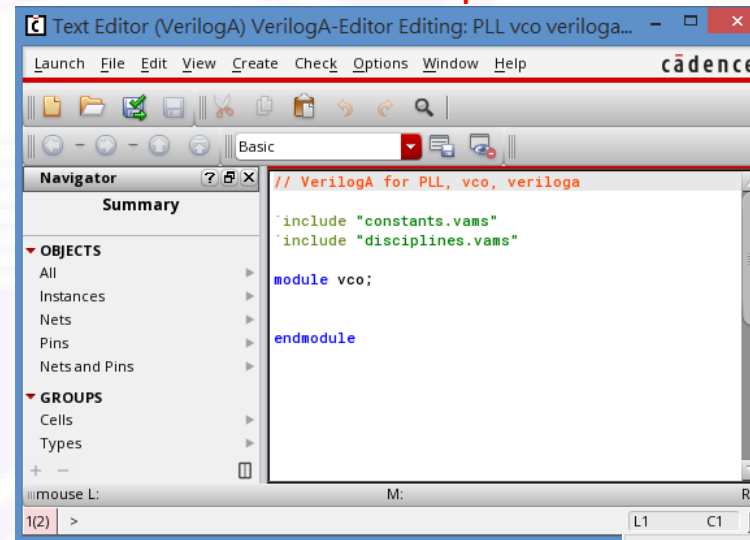 Text Editor (VerilogA) VerilogA-Editor Editing: PLL vco veriloga...
Launch File Edit View Create Check Options Window Help
cādence
Basic
Navigator
Summary
OBJECTS
All
Instances
Nets
Pins
Nets and Pins
GROUPS
Cells
Types
// VerilogA for PLL, vco, veriloga
`include "constants.vams"
`include "disciplines.vams"
module vco;
endmodule
mouse L: M: R
1(2) > L1 C1